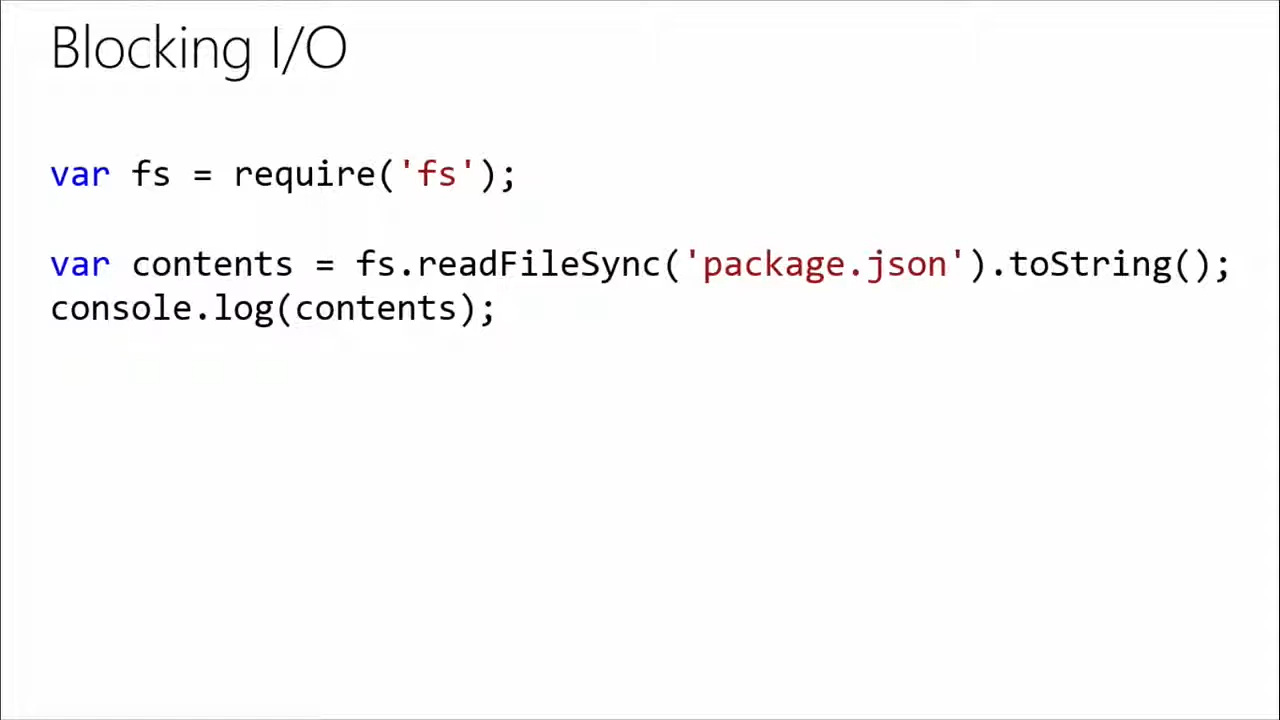 Blocking I/O
var fs = require('fs');
var contents = fs.readFileSync('package.json').toString();
console.log(contents);